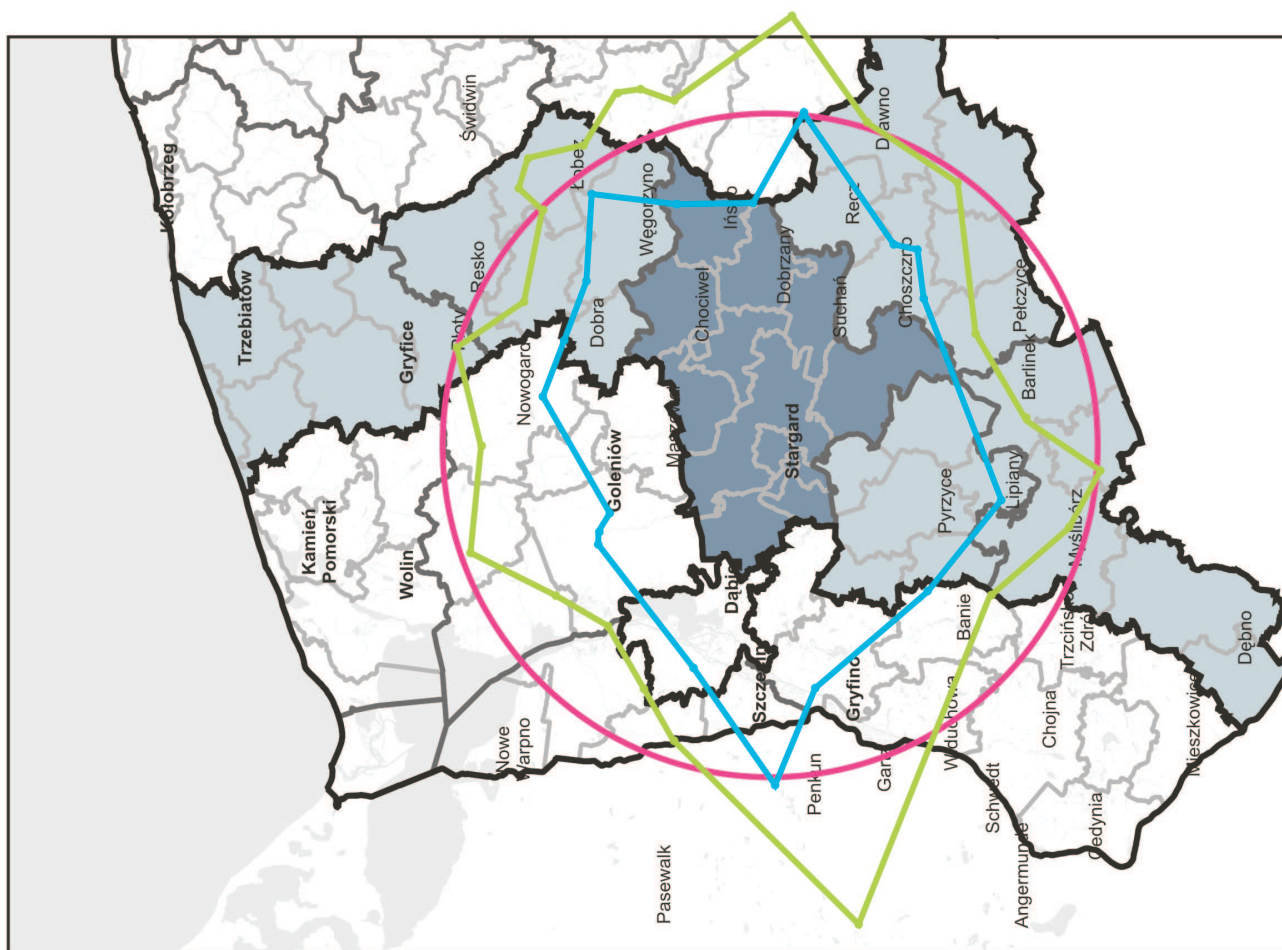 Kołobrzeg
Trzebiatów
Kamień
Pomorski
Wolin
Gryfice
Płoty
Świdwin
Resko
Nowe
Warpno
Nowogard
Łobez
Dobra
Goleniów
Węgorzyno
Pasewalk
Maszewo
Chociwel
Ińsko
Dąbie
Szczecin
Dobrzany
Stargard
Penkun
Suchań
Recz
Gryfino
Drawno
Choszczno
Pyrzyce
Widuchowa
Banie
Schwedt
Lipiany
Pełczyce
Angermünde
Barlinek
Chojna
Trzcińsko
Zdrój
Myślibórz
Cedynia
Mieszkowice
Dębno